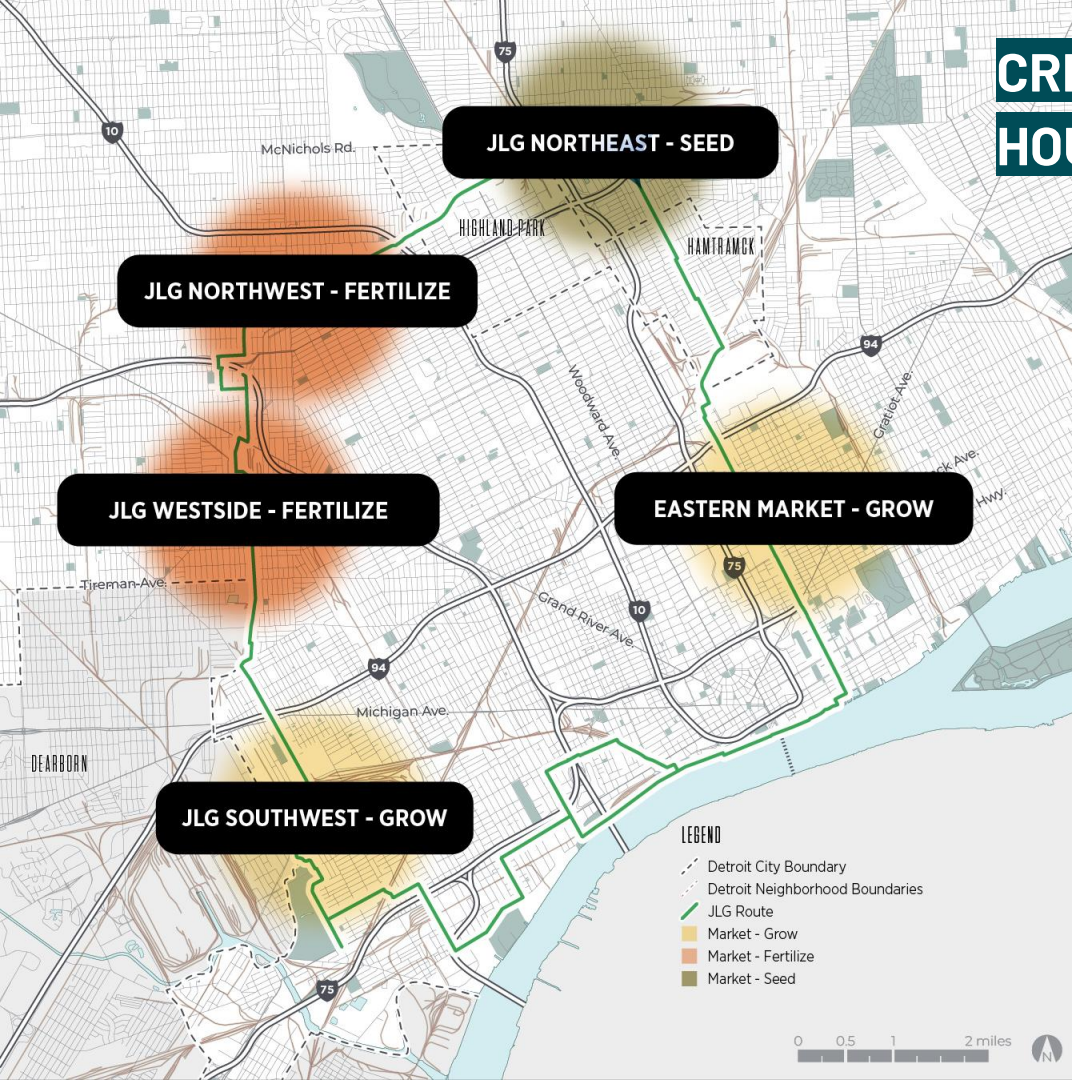 CRE
HOU
75
10
McNichols Rd.
JLG NORTHEAST - SEED
HIGHLAND PARK
HAMTRAMCK
JLG NORTHWEST - FERTILIZE
94
Woodward Ave.
Gratiot Ave.
ck Ave.
Hwy.
JLG WESTSIDE - FERTILIZE
EASTERN MARKET - GROW
75
Tireman Ave.
Grand River Ave.
10
94
Michigan Ave.
DEARBORN
JLG SOUTHWEST - GROW
75
LEGEND
Detroit City Boundary
Detroit Neighborhood Boundaries
JLG Route
Market - Grow
Market - Fertilize
Market - Seed
0 0.5 1 2 miles
N